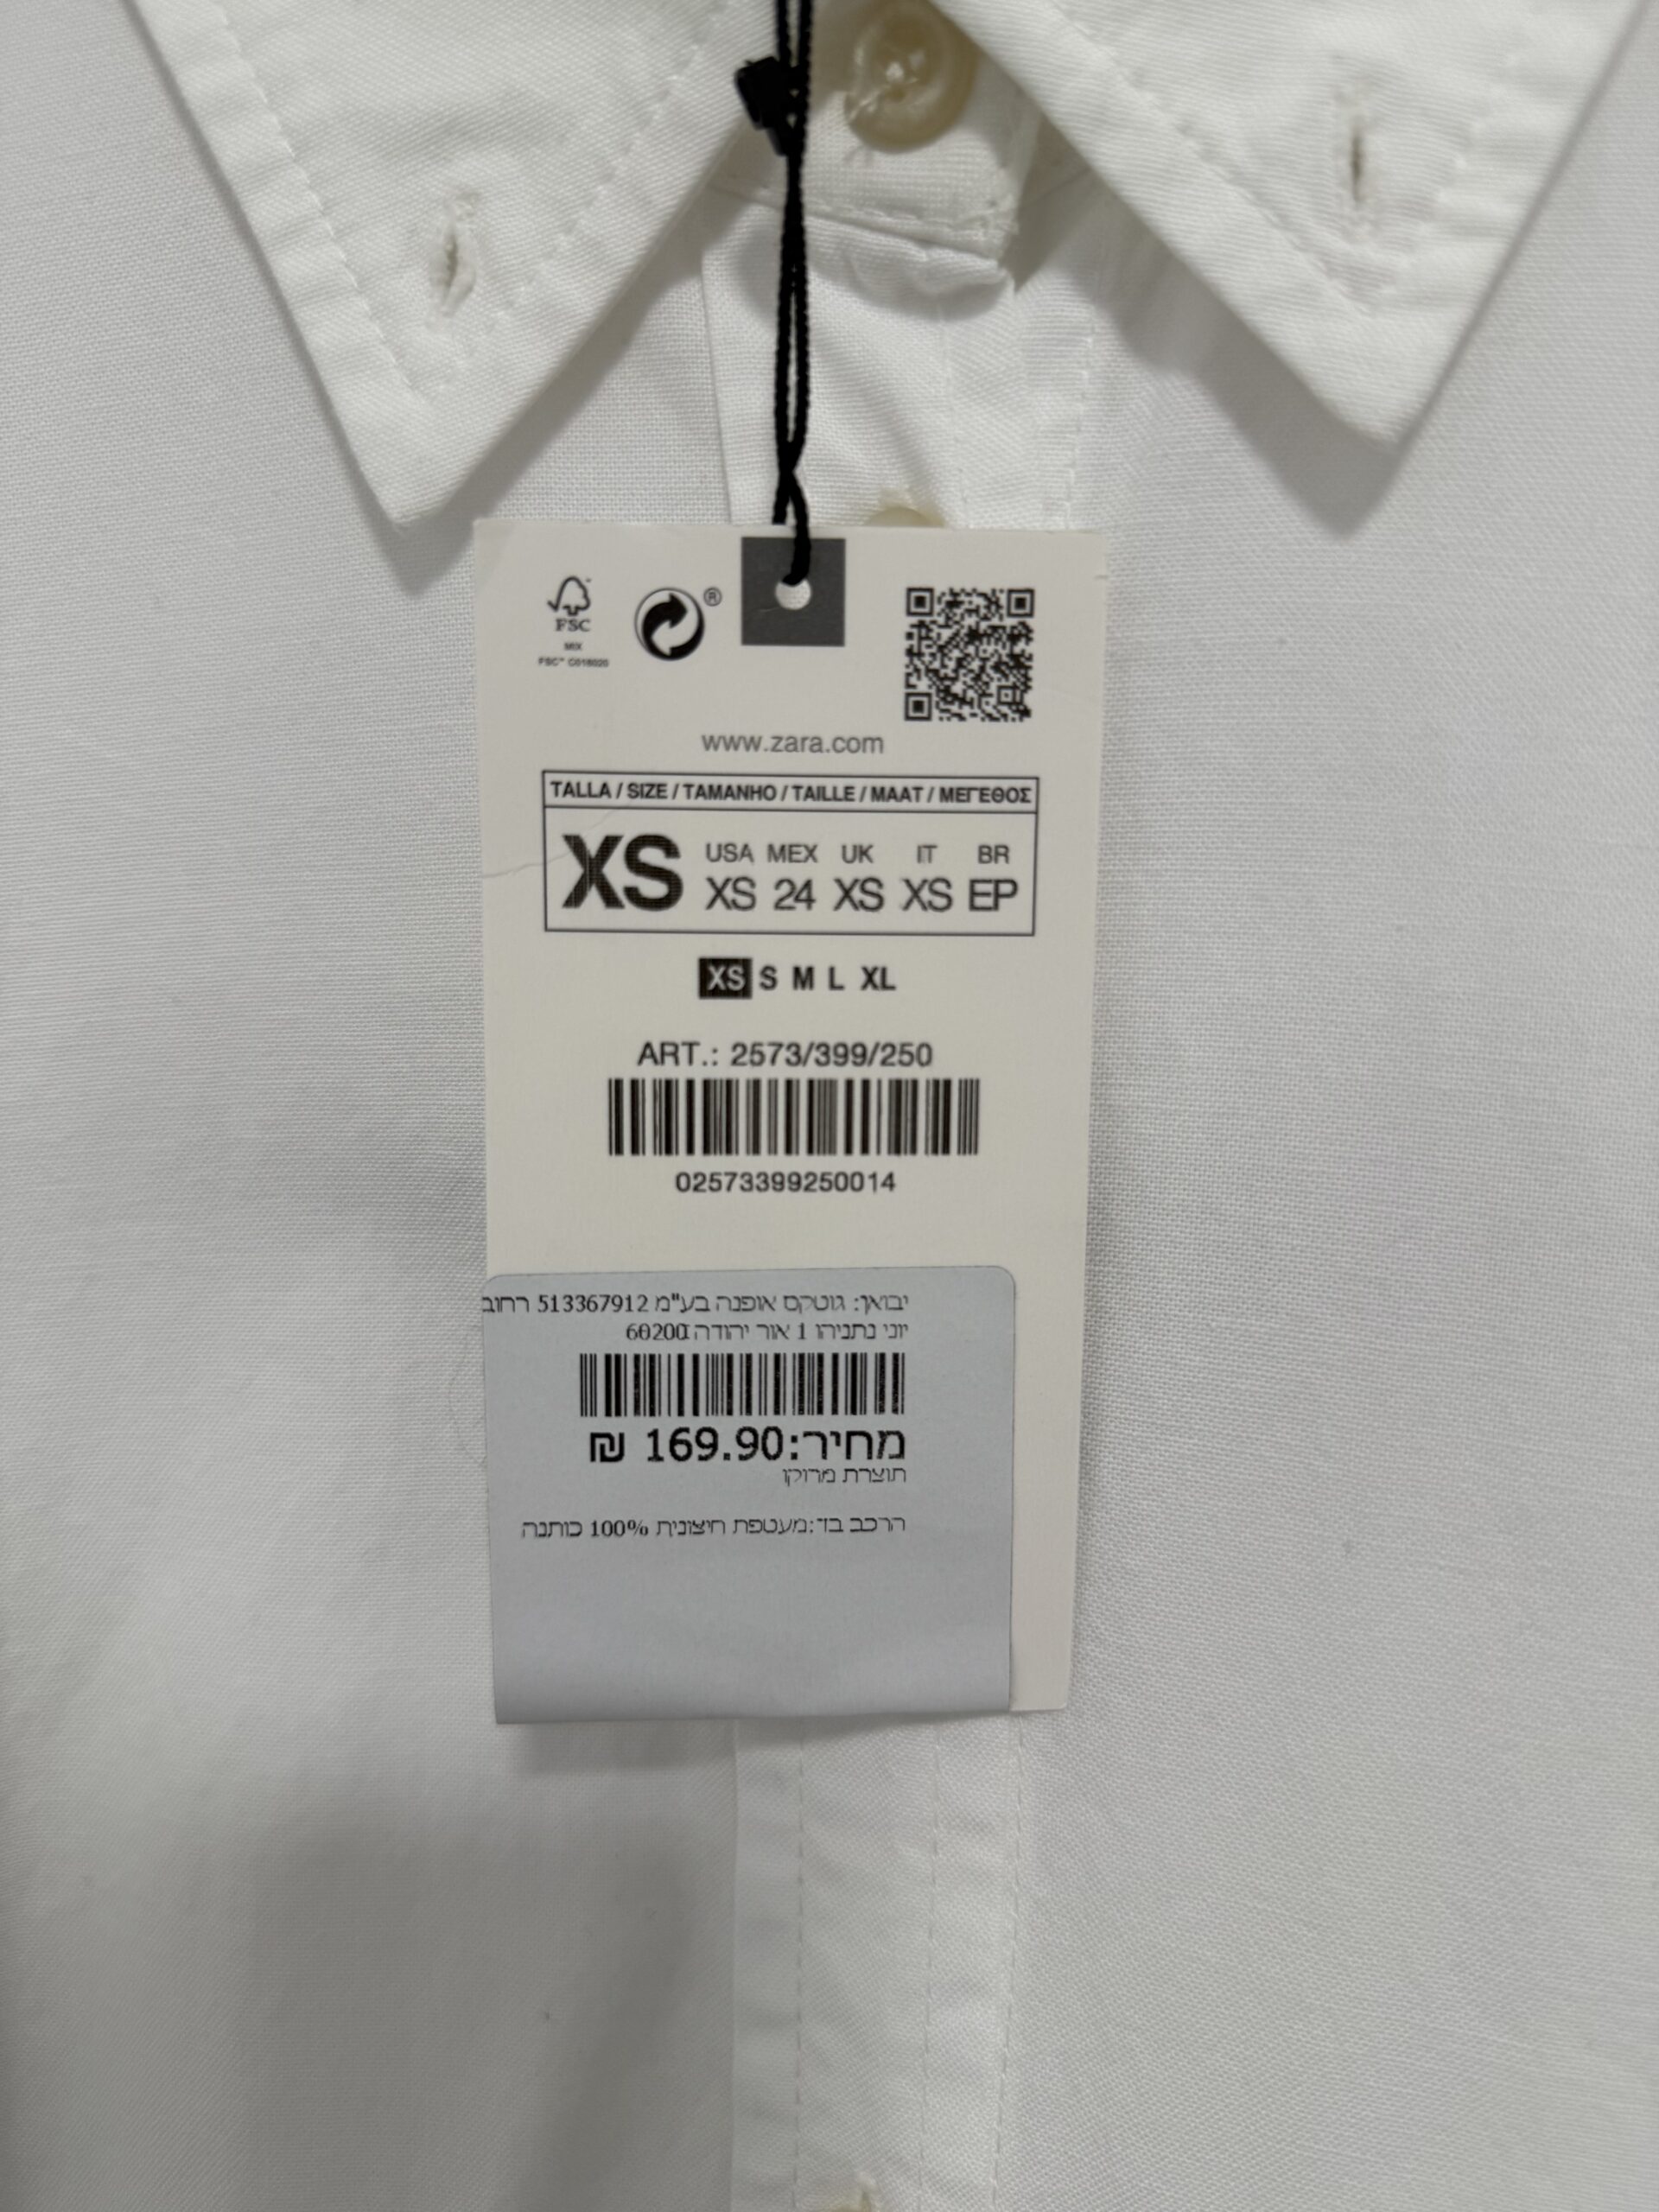 FSC
MIX
FSC™ C018020
®
www.zara.com
TALLA / SIZE / TAMANHO / TAILLE / MAAT / ΜΕΓΕΘΟΣ
XS USA MEX UK IT BR
XS 24 XS XS EP
XS S M L XL
ART.: 2573/399/250
02573399250014
יבואן: גוטקס אופנה בע"מ 513367912 רחוב
יוני נתניהו 1 אור יהודה 60200
מחיר: 169.90 ₪
תוצרת מרוקו
הרכב בד:מעטפת חיצונית 100% כותנה